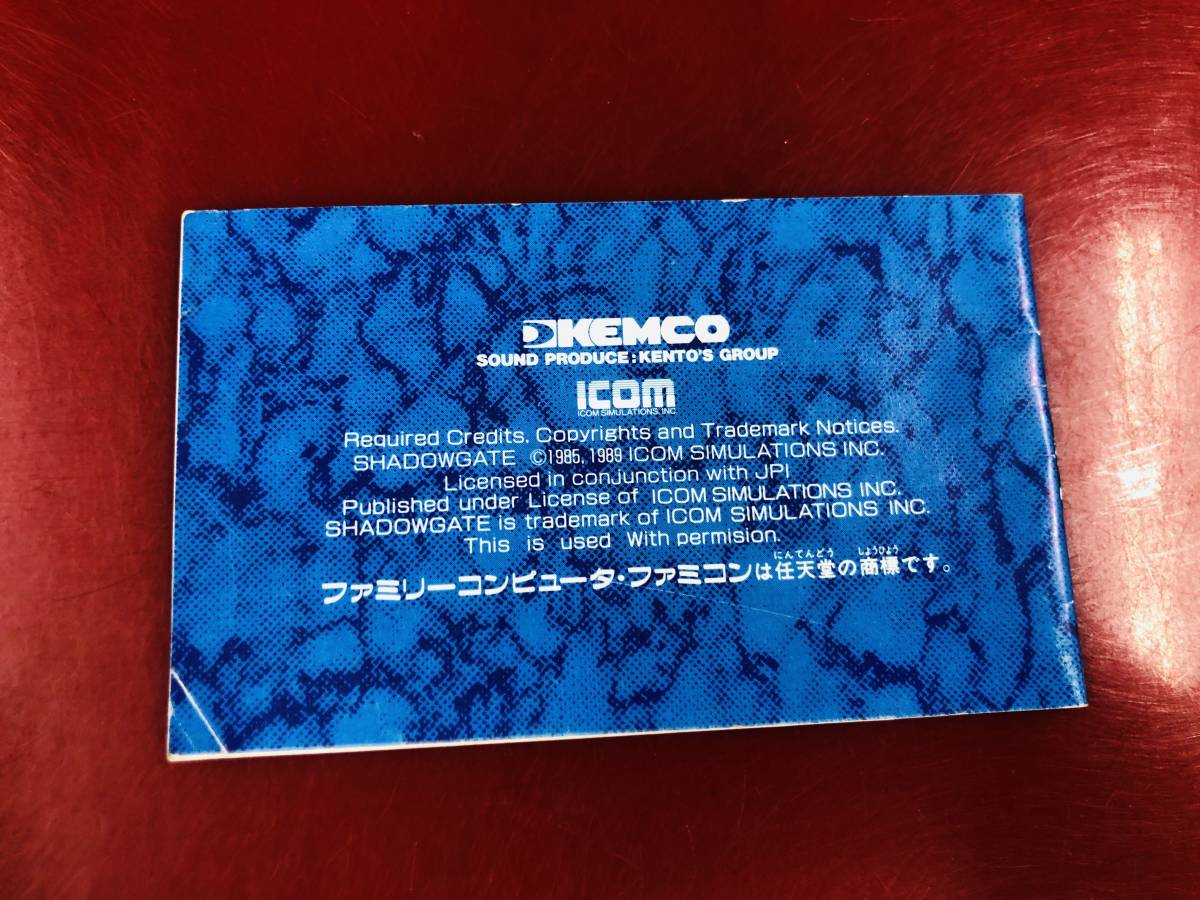 KEMCO
SOUND PRODUCE:KENTO'S GROUP
ICOM
ICOM SIMULATIONS, INC.
Required Credits. Copyrights and Trademark Notices.
SHADOWGATE ©1985, 1989 ICOM SIMULATIONS INC.
Licensed in conjunction with JPI
Published under License of ICOM SIMULATIONS INC.
SHADOWGATE is trademark of ICOM SIMULATIONS INC.
This is used With permision.
にんてんどう しょうひょう
ファミリーコンピュータ・ファミコンは任天堂の商標です。